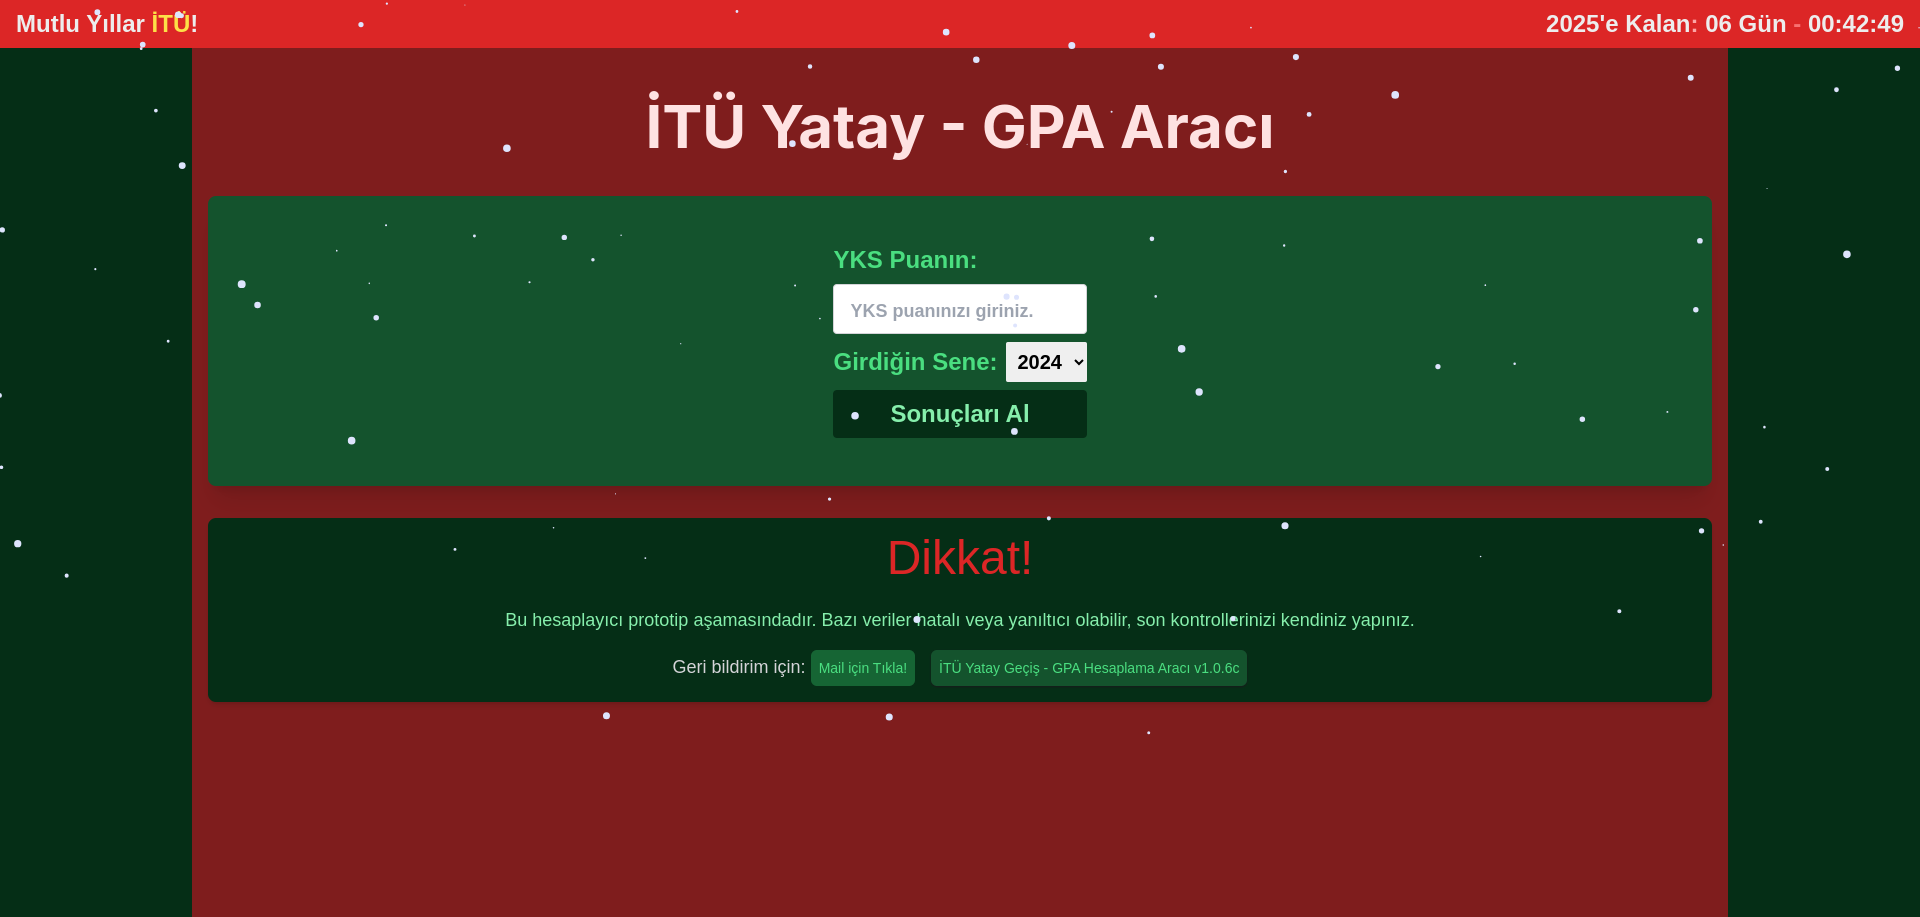 Mutlu Yıllar İTÜ!
2025'e Kalan: 06 Gün - 00:42:49
İTÜ Yatay - GPA Aracı
YKS Puanın:
YKS puanınızı giriniz.
Girdiğin Sene: 2024
Sonuçları Al
Dikkat!
Bu hesaplayıcı prototip aşamasındadır. Bazı veriler hatalı veya yanıltıcı olabilir, son kontrollerinizi kendiniz yapınız.
Geri bildirim için: Mail için Tıkla! İTÜ Yatay Geçiş - GPA Hesaplama Aracı v1.0.6c